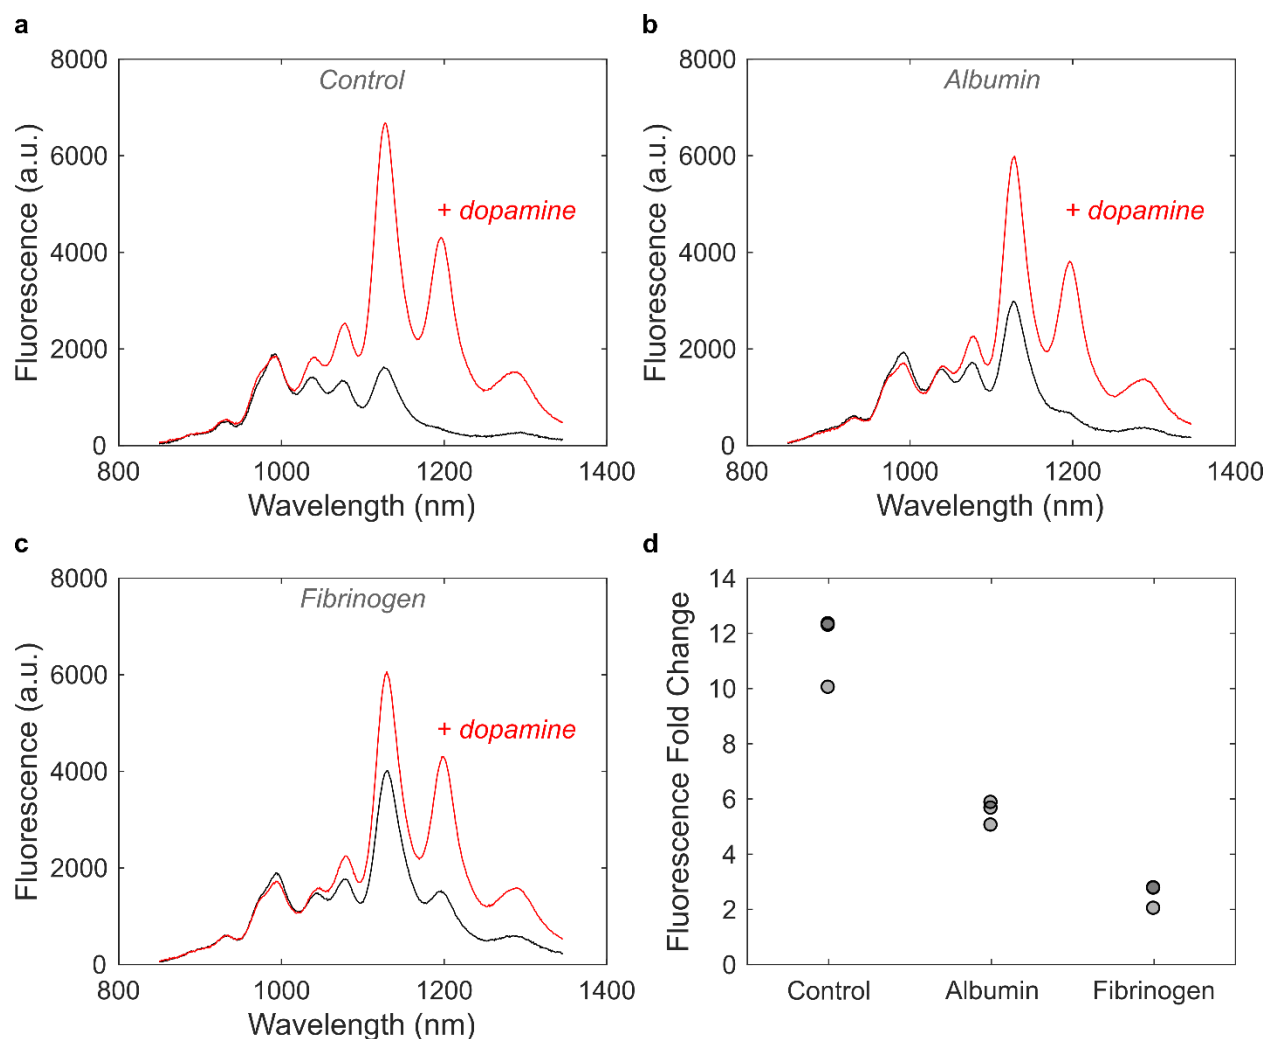 a
8000
6000
4000
2000
0
Fluorescence (a.u.)
Control
+ dopamine
800
1000
1200
1400
Wavelength (nm)
b
8000
6000
4000
2000
0
Fluorescence (a.u.)
Albumin
+ dopamine
800
1000
1200
1400
Wavelength (nm)
c
8000
6000
4000
2000
0
Fluorescence (a.u.)
Fibrinogen
+ dopamine
800
1000
1200
1400
Wavelength (nm)
d
14
12
10
8
6
4
2
0
Fluorescence Fold Change
Control
Albumin
Fibrinogen